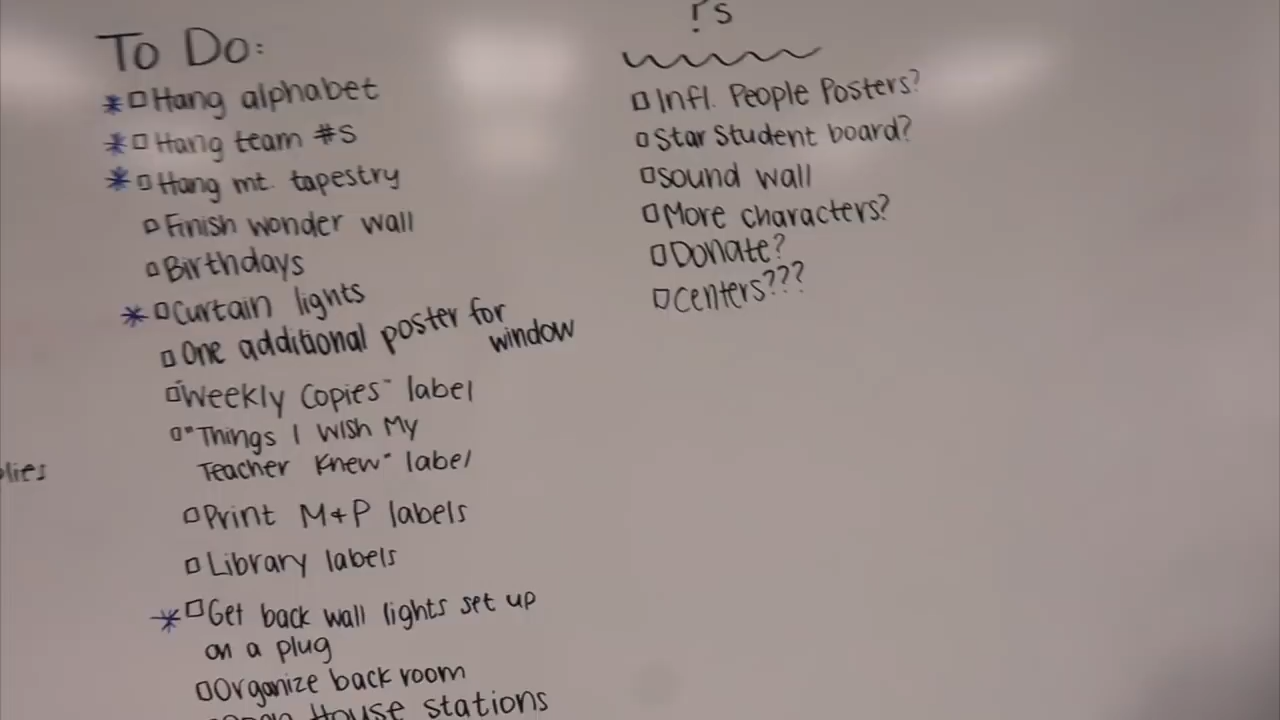 To Do:
* Hang alphabet
* Hang team #s
* Hang mt. tapestry
Finish wonder wall
Birthdays
* Curtain lights
One additional poster for
window
"Weekly Copies" label
"Things I Wish My
Teacher Knew" label
Print M+P labels
Library labels
* Get back wall lights set up
on a plug
Organize back room
House stations
?'s
Infl. People Posters?
Star Student board?
Sound wall
More characters?
Donate?
Centers???